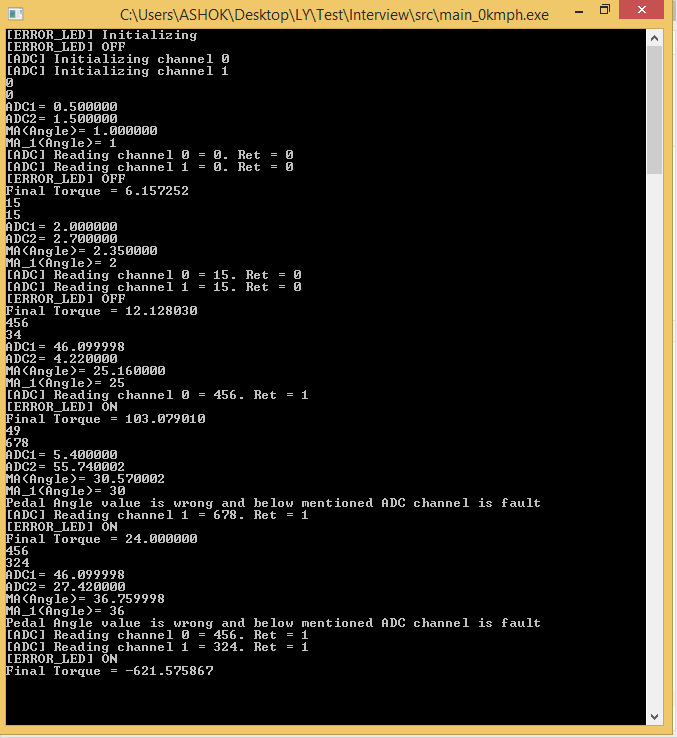 C:\Users\ASHOK\Desktop\LY\Test\Interview\src\main_0kmph.exe
[ERROR_LED] Initializing
[ERROR_LED] OFF
[ADC] Initializing channel 0
[ADC] Initializing channel 1
0
0
ADC1= 0.500000
ADC2= 1.500000
MA(Angle)= 1.000000
MA_1(Angle)= 1
[ADC] Reading channel 0 = 0. Ret = 0
[ADC] Reading channel 1 = 0. Ret = 0
[ERROR_LED] OFF
Final Torque = 6.157252
15
15
ADC1= 2.000000
ADC2= 2.700000
MA(Angle)= 2.350000
MA_1(Angle)= 2
[ADC] Reading channel 0 = 15. Ret = 0
[ADC] Reading channel 1 = 15. Ret = 0
[ERROR_LED] OFF
Final Torque = 12.128030
456
34
ADC1= 46.099998
ADC2= 4.220000
MA(Angle)= 25.160000
MA_1(Angle)= 25
[ADC] Reading channel 0 = 456. Ret = 1
[ERROR_LED] ON
Final Torque = 103.079010
49
678
ADC1= 5.400000
ADC2= 55.740002
MA(Angle)= 30.570002
MA_1(Angle)= 30
Pedal Angle value is wrong and below mentioned ADC channel is fault
[ADC] Reading channel 1 = 678. Ret = 1
[ERROR_LED] ON
Final Torque = 24.000000
456
324
ADC1= 46.099998
ADC2= 27.420000
MA(Angle)= 36.759998
MA_1(Angle)= 36
Pedal Angle value is wrong and below mentioned ADC channel is fault
[ADC] Reading channel 0 = 456. Ret = 1
[ADC] Reading channel 1 = 324. Ret = 1
[ERROR_LED] ON
Final Torque = -621.575867